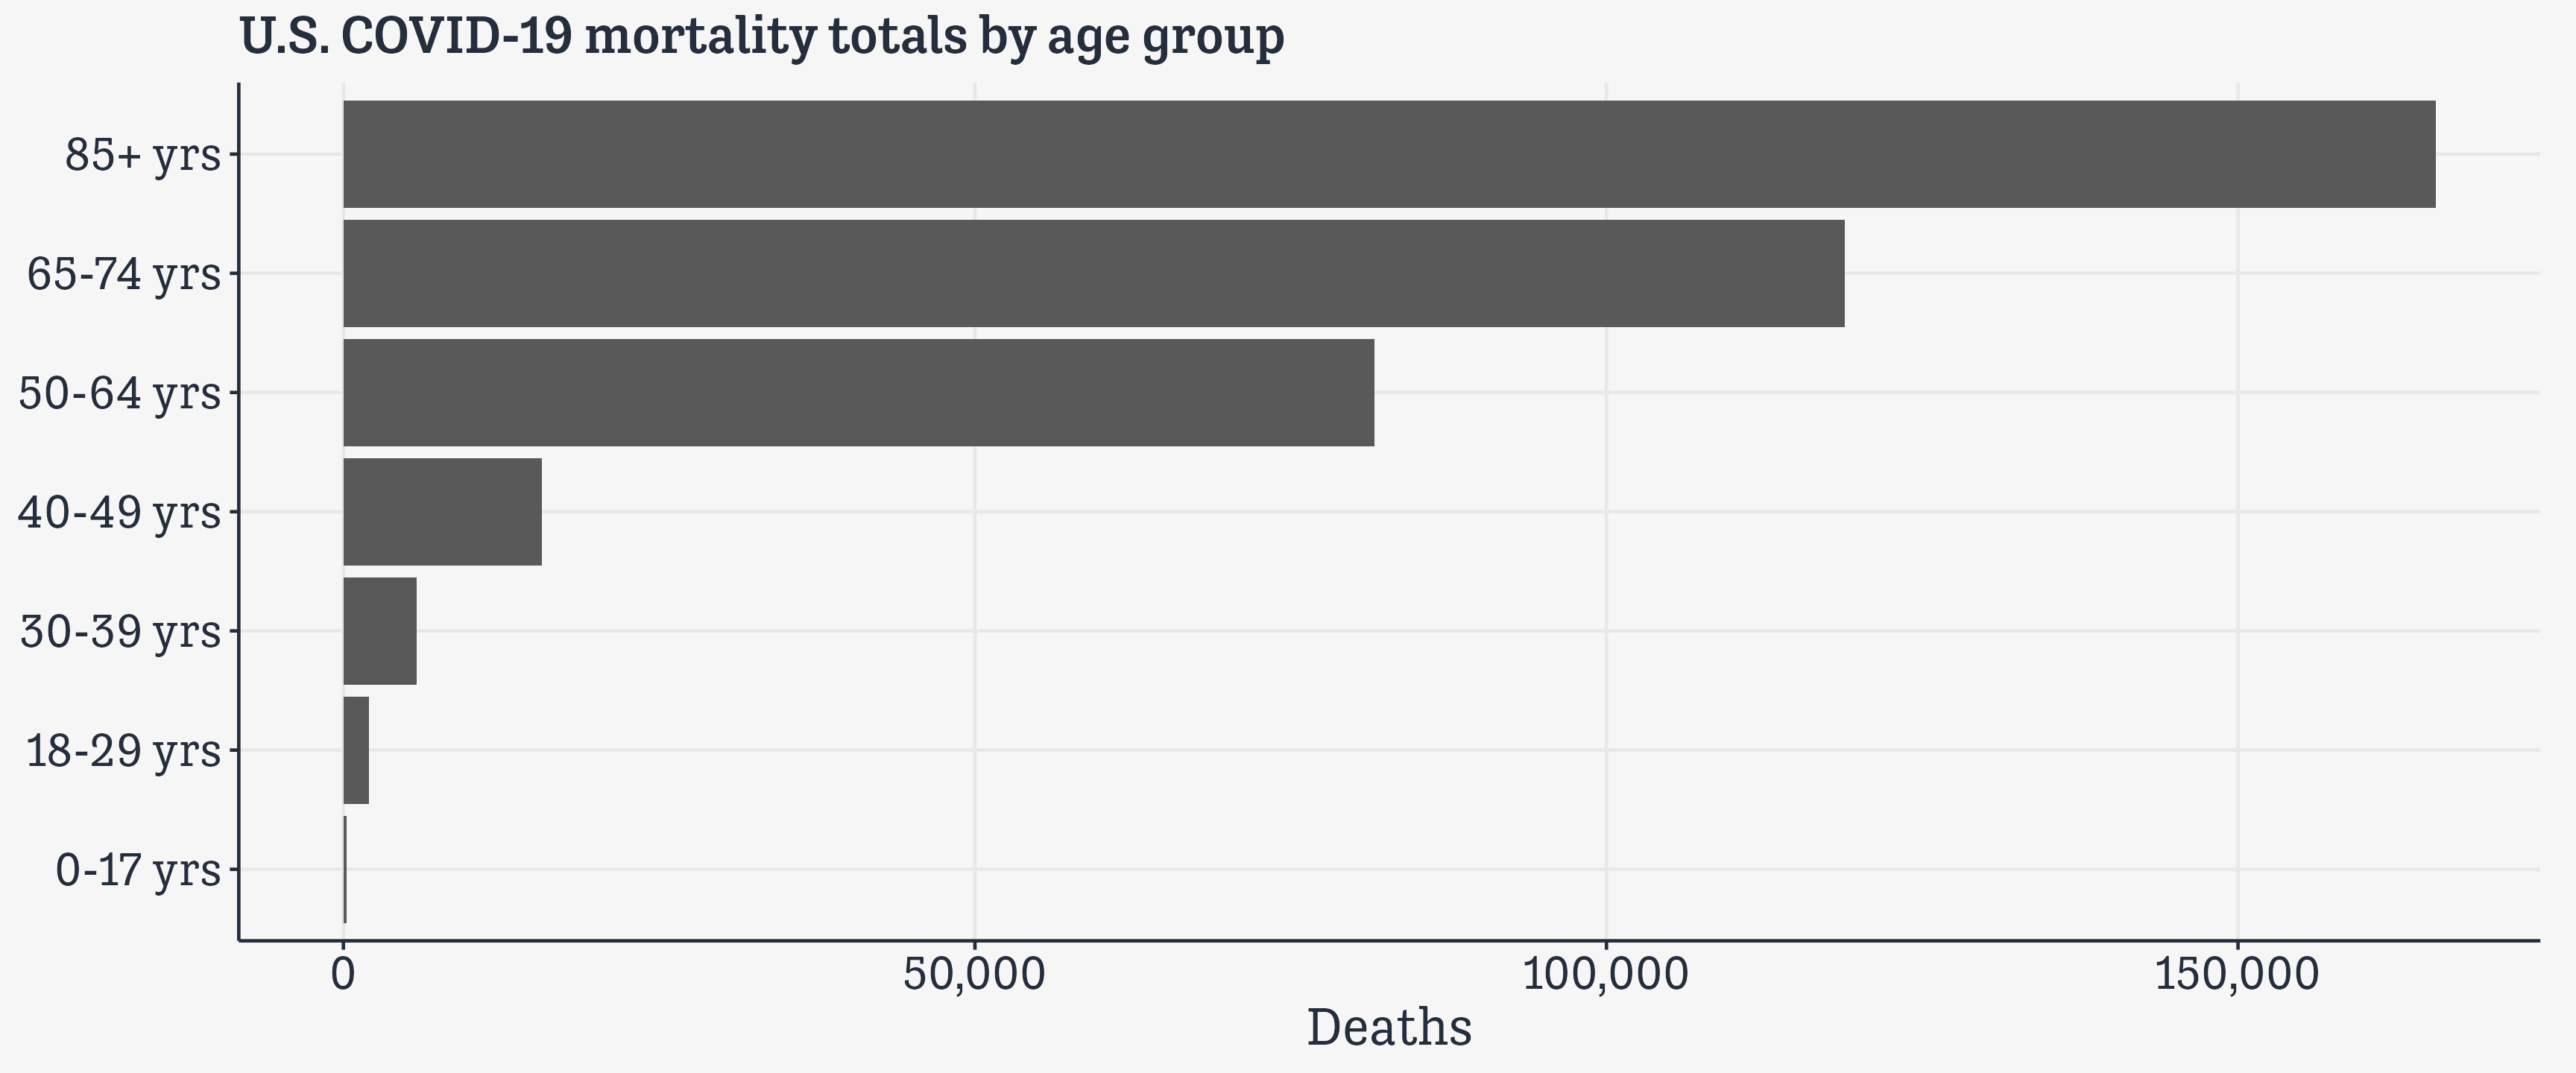 U.S. COVID-19 mortality totals by age group
85+ yrs
65-74 yrs
50-64 yrs
40-49 yrs
30-39 yrs
18-29 yrs
0-17 yrs
0 50,000 100,000 150,000
Deaths